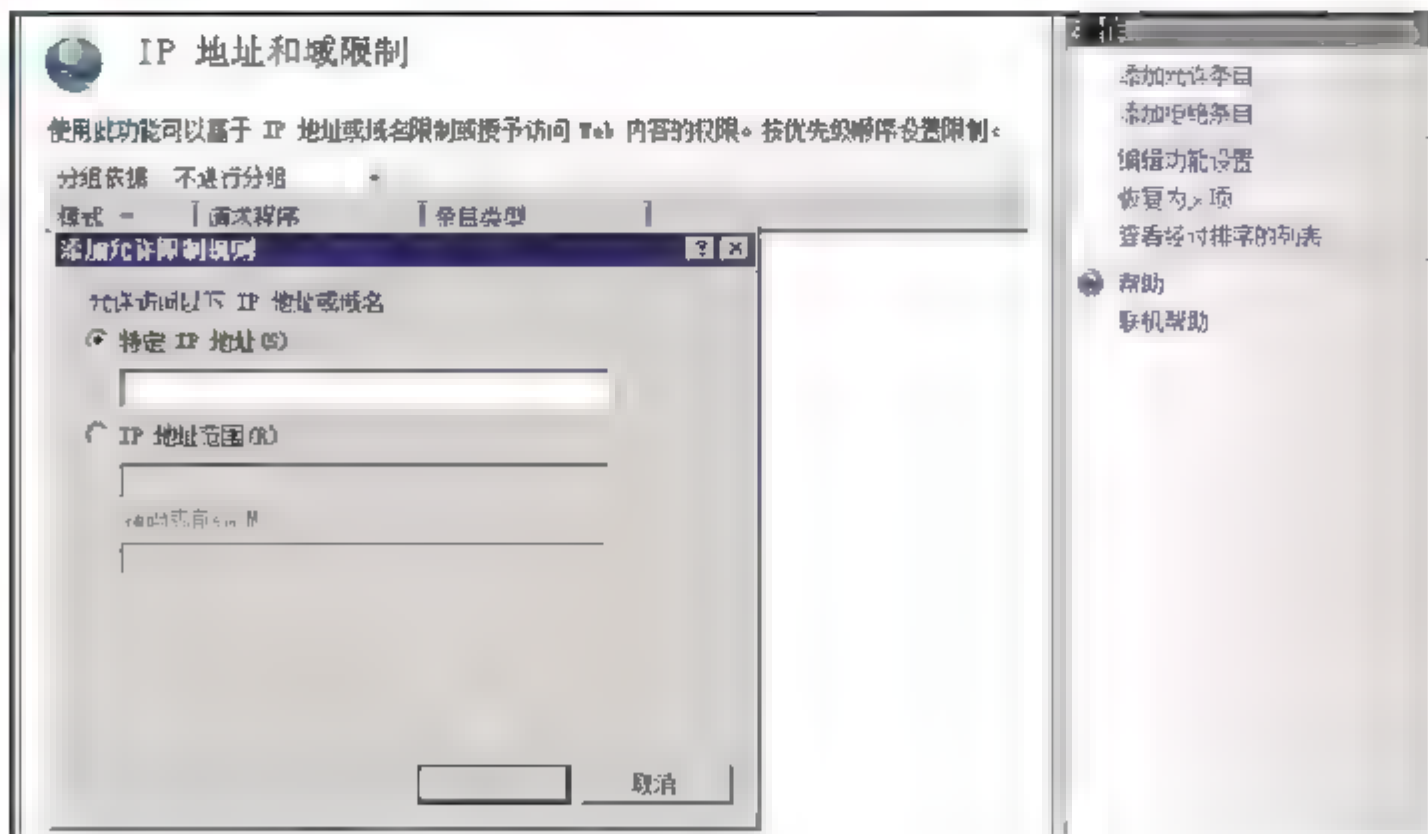 IP 地址和域限制
使用此功能可以基于 IP 地址或域名限制或授予访问 Web 内容的权限。按优先级顺序设置限制。
分组依据 不进行分组
模式 请求程序 条目类型
添加允许限制规则
允许访问以下 IP 地址或域名
特定 IP 地址(S)
IP 地址范围(R)
取消
添加允许条目
添加拒绝条目
编辑功能设置
恢复为 项
查看经过排序的列表
帮助
联机帮助